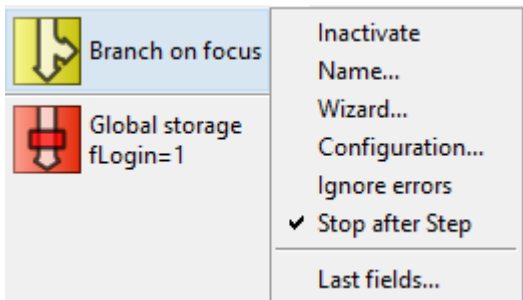 Branch on focus
Global storage
fLogin=1
Inactivate
Name...
Wizard...
Configuration...
Ignore errors
Stop after Step
Last fields...